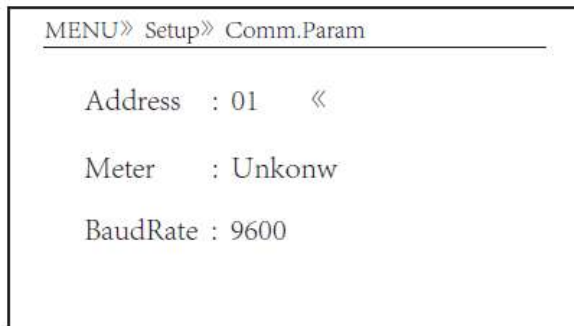 MENU》 Setup》 Comm.Param
Address : 01 《
Meter : Unkonw
BaudRate : 9600